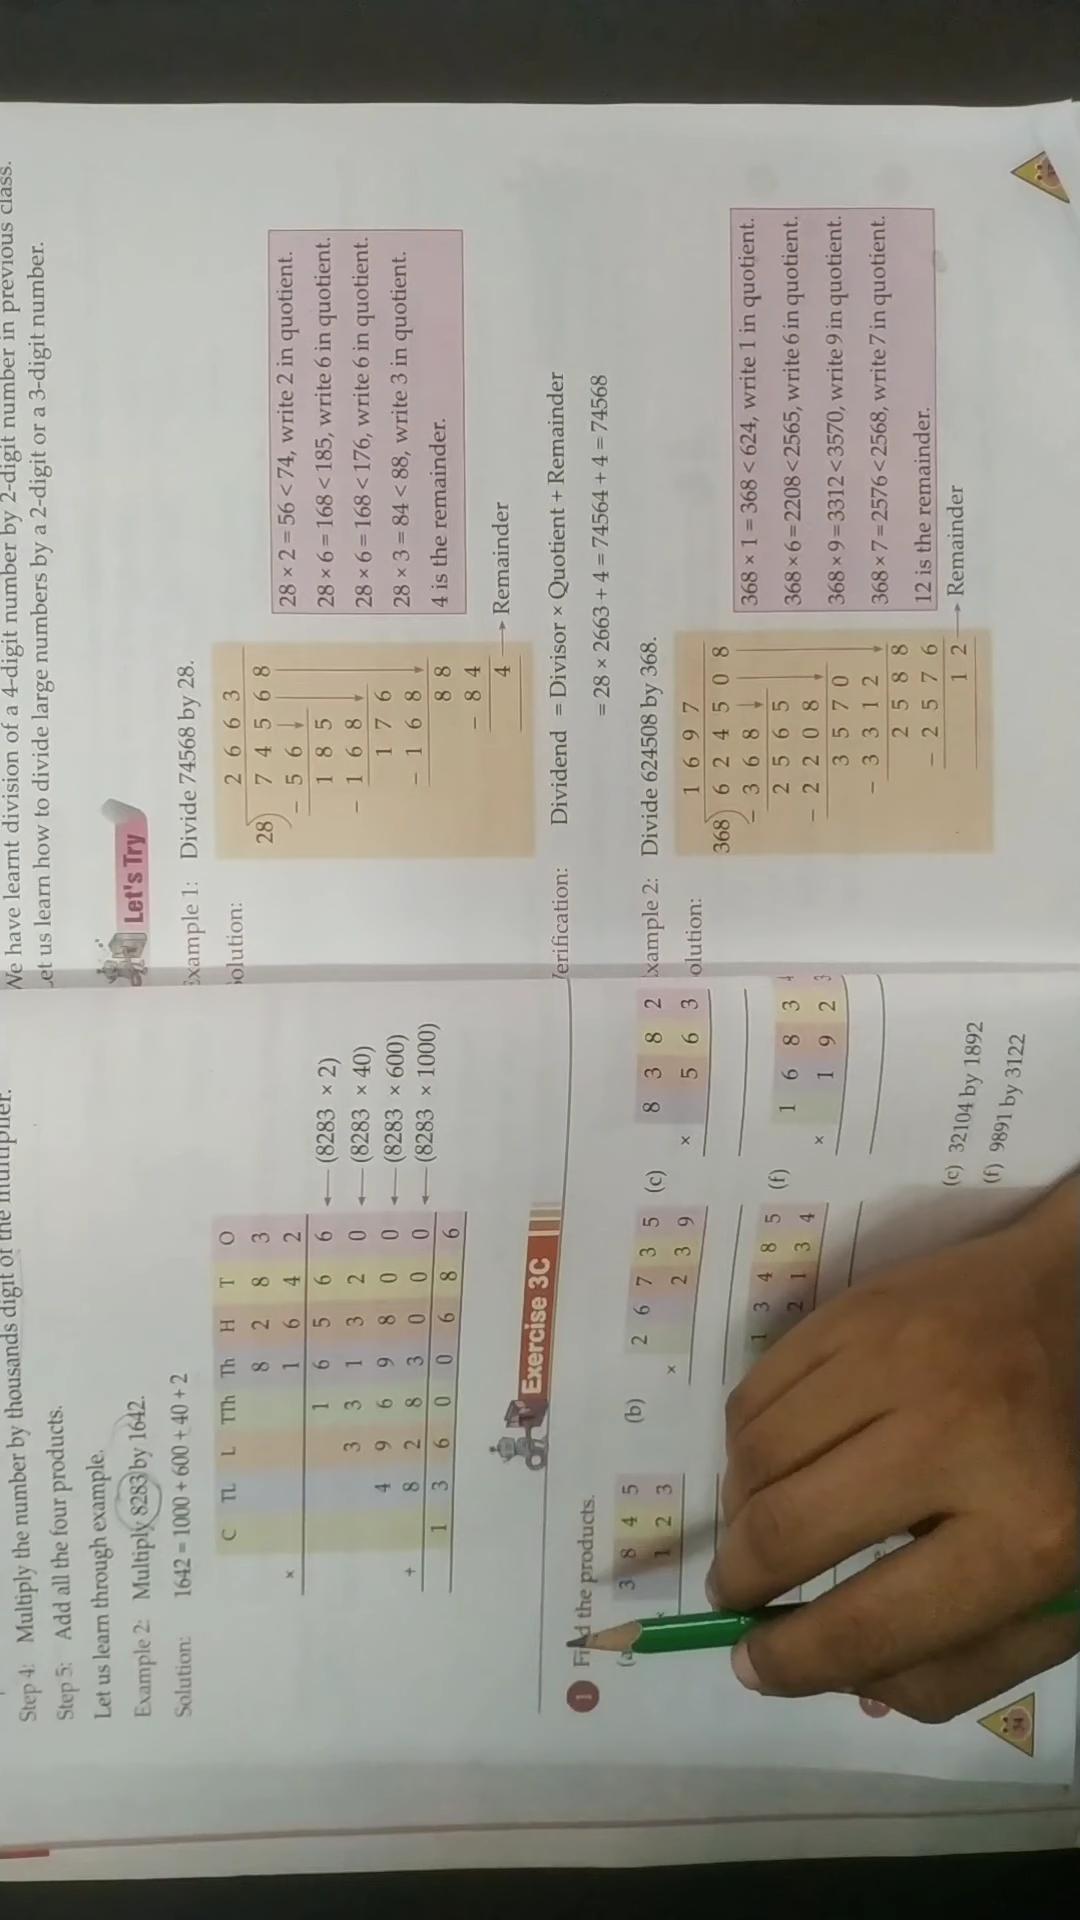 Step 4: Multiply the number by thousands digit of the multiplier.
Step 5: Add all the four products.
Let us learn through example.
Example 2: Multiply 8283 by 1642.
Solution: 1642 = 1000 + 600 + 40 + 2
C TL L TTh Th H T O
8 2 8 3
× 1 6 4 2
1 6 5 6 6 ← (8283 × 2)
3 3 1 3 2 0 ← (8283 × 40)
4 9 6 9 8 0 0 ← (8283 × 600)
+ 8 2 8 3 0 0 0 ← (8283 × 1000)
1 3 6 0 0 6 8 6
Exercise 3C
1 Find the products.
(a 3 8 4 5 (b) 2 6 7 3 5 (c) 8 3 8 2
× 1 2 3 × 2 3 9 × 5 6 3
1 3 4 8 5 (f) 1 6 8 3 4
2 1 3 4 × 1 9 2 3
(c) 32104 by 1892
(f) 9891 by 3122
34
We have learnt division of a 4-digit number by 2-digit number in previous class.
Let us learn how to divide large numbers by a 2-digit or a 3-digit number.
Let's Try
Example 1: Divide 74568 by 28.
olution:
2 6 6 3
28) 7 4 5 6 8
- 5 6
1 8 5
- 1 6 8
1 7 6
- 1 6 8
8 8
- 8 4
4 → Remainder
28 × 2 = 56 < 74, write 2 in quotient.
28 × 6 = 168 < 185, write 6 in quotient.
28 × 6 = 168 < 176, write 6 in quotient.
28 × 3 = 84 < 88, write 3 in quotient.
4 is the remainder.
Verification: Dividend = Divisor × Quotient + Remainder
= 28 × 2663 + 4 = 74564 + 4 = 74568
Example 2: Divide 624508 by 368.
olution:
1 6 9 7
368) 6 2 4 5 0 8
- 3 6 8
2 5 6 5
- 2 2 0 8
3 5 7 0
- 3 3 1 2
2 5 8 8
- 2 5 7 6
1 2 → Remainder
368 × 1 = 368 < 624, write 1 in quotient.
368 × 6 = 2208 < 2565, write 6 in quotient.
368 × 9 = 3312 < 3570, write 9 in quotient.
368 × 7 = 2576 < 2568, write 7 in quotient.
12 is the remainder.